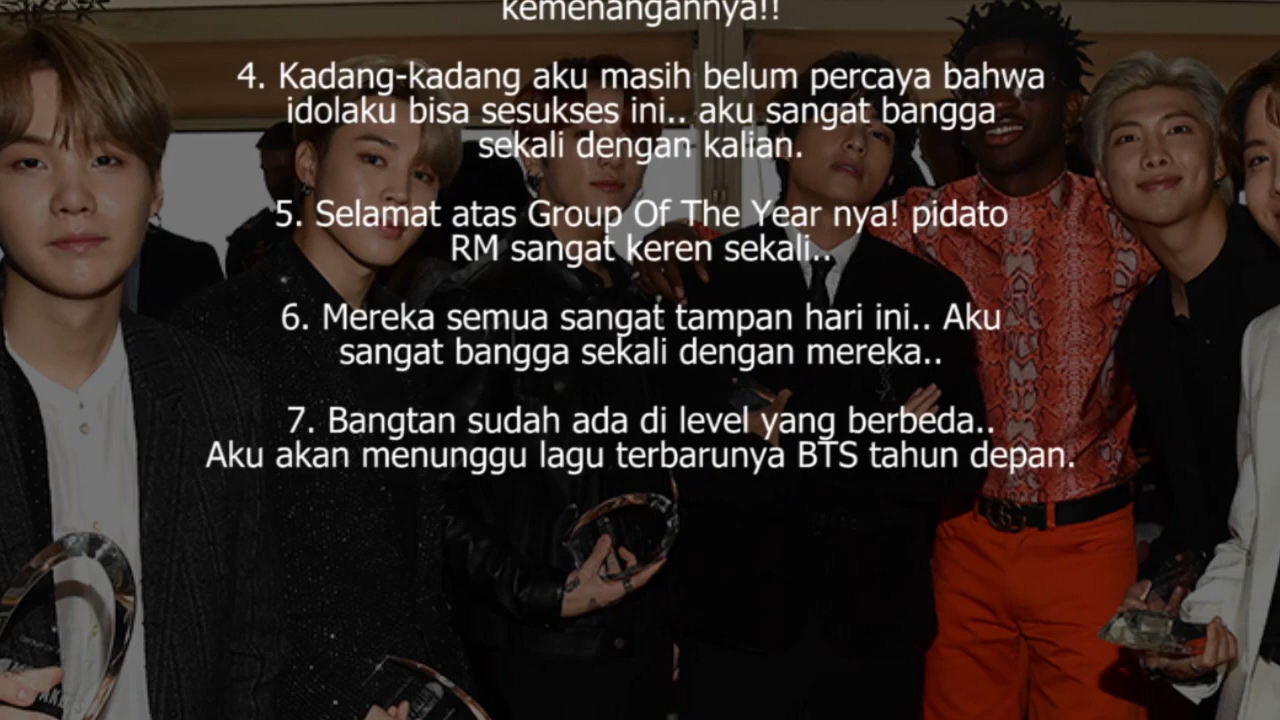 kemenangannya!!
4. Kadang-kadang aku masih belum percaya bahwa
idolaku bisa sesukses ini.. aku sangat bangga
sekali dengan kalian.
5. Selamat atas Group Of The Year nya! pidato
RM sangat keren sekali..
6. Mereka semua sangat tampan hari ini.. Aku
sangat bangga sekali dengan mereka..
7. Bangtan sudah ada di level yang berbeda..
Aku akan menunggu lagu terbarunya BTS tahun depan.